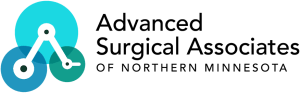 Advanced
Surgical Associates
OF NORTHERN MINNESOTA